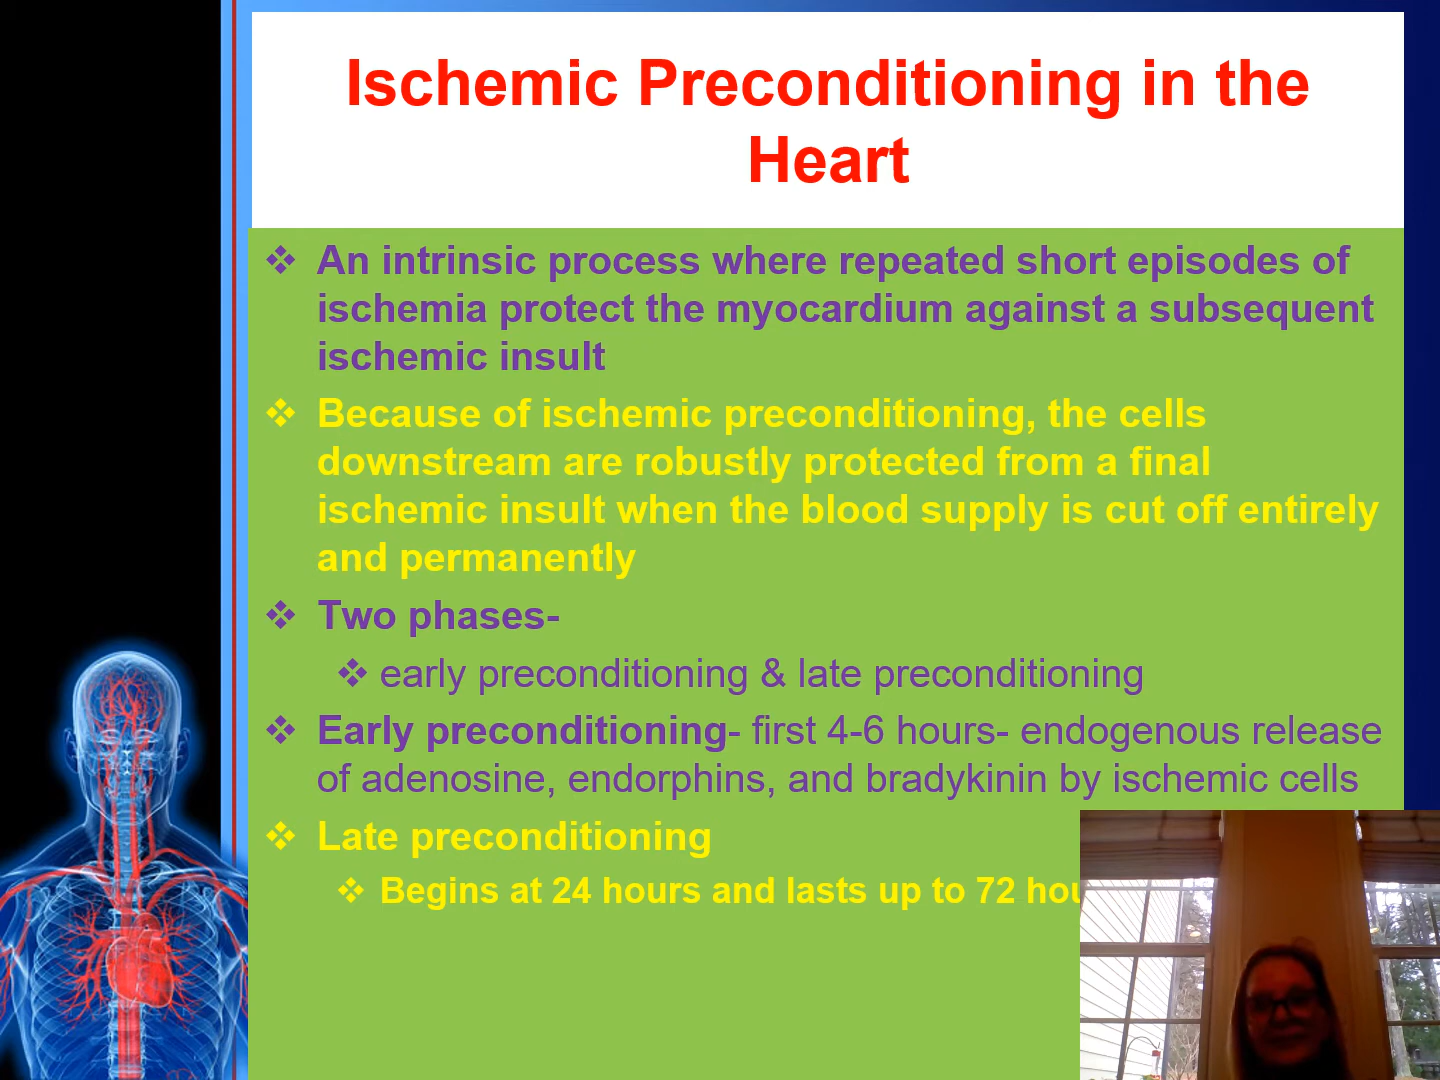 Ischemic Preconditioning in the
Heart
❖ An intrinsic process where repeated short episodes of
ischemia protect the myocardium against a subsequent
ischemic insult
❖ Because of ischemic preconditioning, the cells
downstream are robustly protected from a final
ischemic insult when the blood supply is cut off entirely
and permanently
❖ Two phases-
❖ early preconditioning & late preconditioning
❖ Early preconditioning- first 4-6 hours- endogenous release
of adenosine, endorphins, and bradykinin by ischemic cells
❖ Late preconditioning
❖ Begins at 24 hours and lasts up to 72